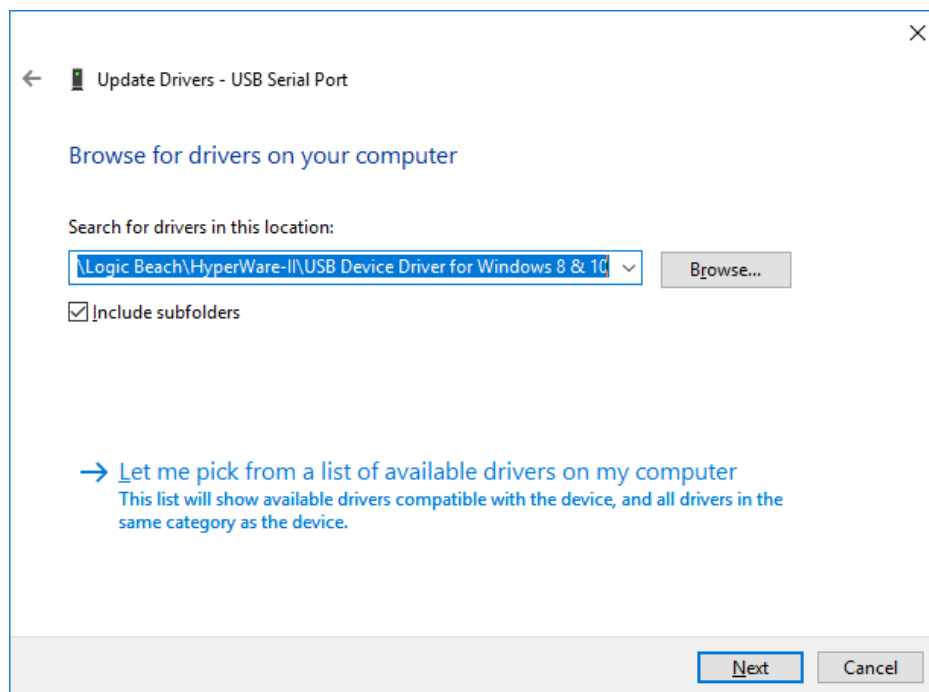 Update Drivers - USB Serial Port
Browse for drivers on your computer
Search for drivers in this location:
\Logic Beach\HyperWare-II\USB Device Driver for Windows 8 & 10
Browse...
Include subfolders
Let me pick from a list of available drivers on my computer
This list will show available drivers compatible with the device, and all drivers in the
same category as the device.
Next
Cancel